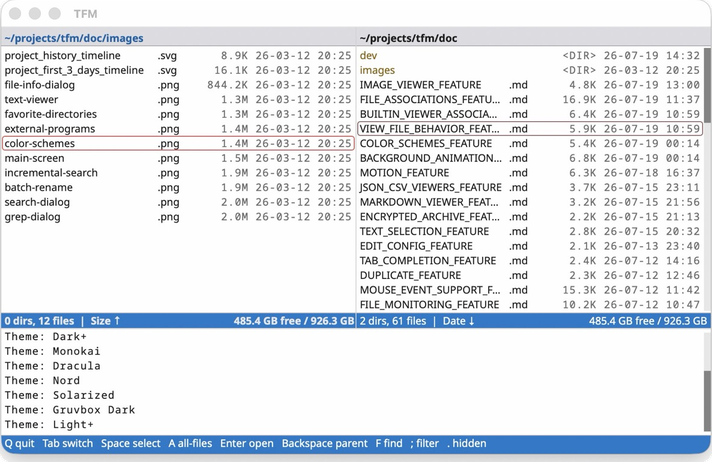 TFM
~/projects/tfm/doc/images
project_history_timeline .svg 8.9K 26-03-12 20:25
project_first_3_days_timeline .svg 16.1K 26-03-12 20:25
file-info-dialog .png 844.2K 26-03-12 20:25
text-viewer .png 1.3M 26-03-12 20:25
favorite-directories .png 1.3M 26-03-12 20:25
external-programs .png 1.4M 26-03-12 20:25
color-schemes .png 1.4M 26-03-12 20:25
main-screen .png 1.5M 26-03-12 20:25
incremental-search .png 1.9M 26-03-12 20:25
batch-rename .png 1.9M 26-03-12 20:25
search-dialog .png 2.0M 26-03-12 20:25
grep-dialog .png 2.0M 26-03-12 20:25
0 dirs, 12 files | Size ↑ 485.4 GB free / 926.3 GB
~/projects/tfm/doc
dev <DIR> 26-07-19 14:32
images <DIR> 26-03-12 20:25
IMAGE_VIEWER_FEATURE .md 4.8K 26-07-19 13:00
FILE_ASSOCIATIONS_FEATU... .md 16.9K 26-07-19 11:37
BUILTIN_VIEWER_ASSOCIA... .md 6.4K 26-07-19 10:59
VIEW_FILE_BEHAVIOR_FEAT... .md 5.9K 26-07-19 10:59
COLOR_SCHEMES_FEATURE .md 5.4K 26-07-19 00:14
BACKGROUND_ANIMATION... .md 6.8K 26-07-19 00:14
MOTION_FEATURE .md 6.3K 26-07-18 16:37
JSON_CSV_VIEWERS_FEATURE .md 3.7K 26-07-15 23:11
MARKDOWN_VIEWER_FEAT... .md 3.2K 26-07-15 21:56
ENCRYPTED_ARCHIVE_FEAT... .md 2.2K 26-07-15 21:13
TEXT_SELECTION_FEATURE .md 2.8K 26-07-15 20:32
EDIT_CONFIG_FEATURE .md 2.1K 26-07-13 23:40
TAB_COMPLETION_FEATURE .md 2.4K 26-07-12 14:16
DUPLICATE_FEATURE .md 2.3K 26-07-12 12:46
MOUSE_EVENT_SUPPORT_F... .md 15.3K 26-07-12 11:42
FILE_MONITORING_FEATURE .md 10.2K 26-07-12 10:47
2 dirs, 61 files | Date ↓ 485.4 GB free / 926.3 GB
Theme: Dark+
Theme: Monokai
Theme: Dracula
Theme: Nord
Theme: Solarized
Theme: Gruvbox Dark
Theme: Light+
Q quit Tab switch Space select A all-files Enter open Backspace parent F find ; filter . hidden